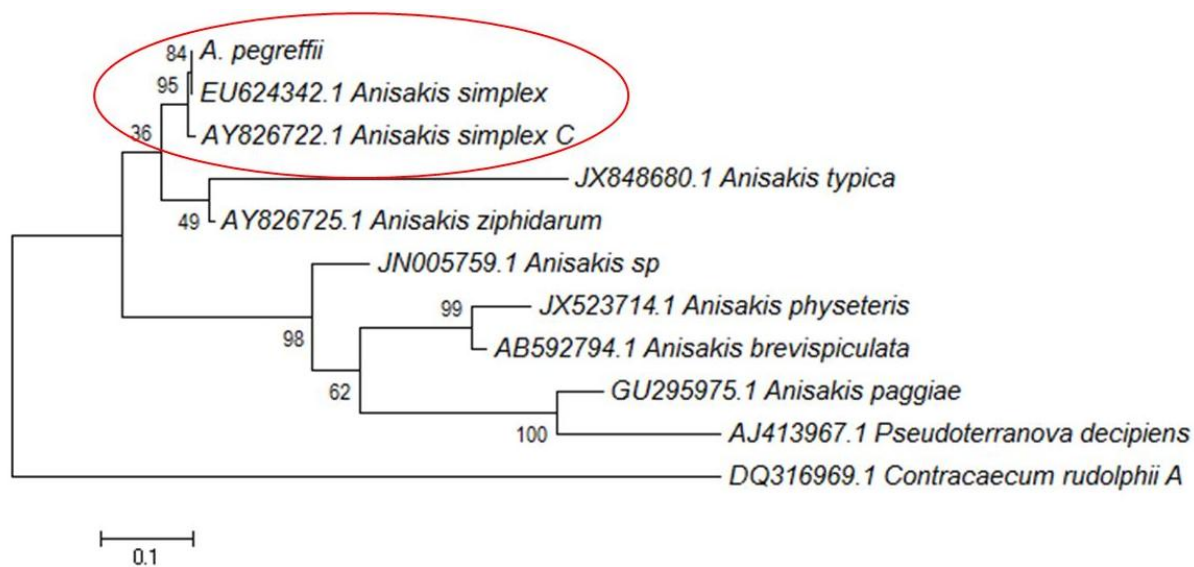 84 A. pegreffii
95 EU624342.1 Anisakis simplex
36 AY826722.1 Anisakis simplex C
JX848680.1 Anisakis typica
49 AY826725.1 Anisakis ziphidarum
JN005759.1 Anisakis sp
99 JX523714.1 Anisakis physeteris
98 AB592794.1 Anisakis brevispiculata
62 GU295975.1 Anisakis paggiae
100 AJ413967.1 Pseudoterranova decipiens
DQ316969.1 Contracaecum rudolphii A
0.1